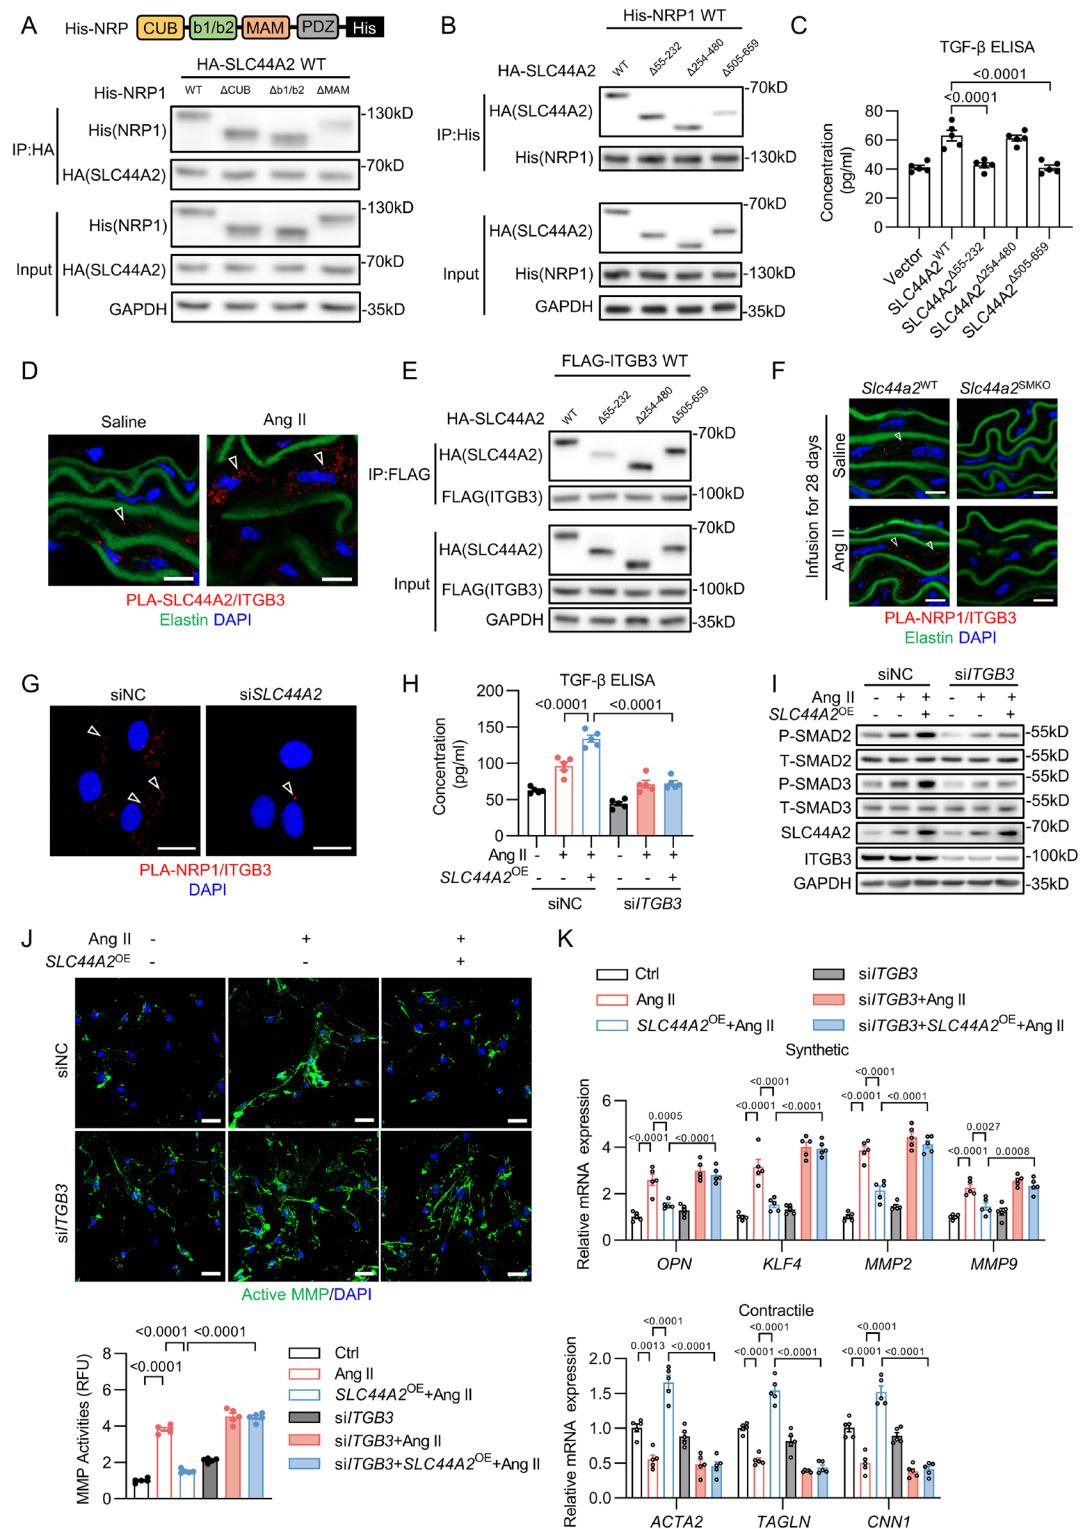 A
His-NRP CUB b1/b2 MAM PDZ His
HA-SLC44A2 WT
His-NRP1 WT ΔCUB Δb1/b2 ΔMAM
IP:HA
His(NRP1) -130kD
HA(SLC44A2) -70kD
Input
His(NRP1) -130kD
HA(SLC44A2) -70kD
GAPDH -35kD
B
His-NRP1 WT
HA-SLC44A2 WT Δ55-232 Δ254-480 Δ505-659
IP:His
HA(SLC44A2) -70kD
His(NRP1) -130kD
Input
HA(SLC44A2) -70kD
His(NRP1) -130kD
GAPDH -35kD
C
TGF-β ELISA
<0.0001
<0.0001
Concentration (pg/ml)
80
60
40
20
0
Vector
SLC44A2WT
SLC44A2Δ55-232
SLC44A2Δ254-480
SLC44A2Δ505-659
D
Saline Ang II
PLA-SLC44A2/ITGB3
Elastin DAPI
E
FLAG-ITGB3 WT
HA-SLC44A2 WT Δ55-232 Δ254-480 Δ505-659
IP:FLAG
HA(SLC44A2) -70kD
FLAG(ITGB3) -100kD
Input
HA(SLC44A2) -70kD
FLAG(ITGB3) -100kD
GAPDH -35kD
F
Slc44a2WT Slc44a2SMKO
Infusion for 28 days
Saline
Ang II
PLA-NRP1/ITGB3
Elastin DAPI
G
siNC siSLC44A2
PLA-NRP1/ITGB3
DAPI
H
TGF-β ELISA
<0.0001 <0.0001
Concentration (pg/ml)
200
150
100
50
0
Ang II - + + - + +
SLC44A2OE - - + - - +
siNC siITGB3
I
siNC siITGB3
Ang II - + + - + +
SLC44A2OE - - + - - +
P-SMAD2 -55kD
T-SMAD2 -55kD
P-SMAD3 -55kD
T-SMAD3 -55kD
SLC44A2 -70kD
ITGB3 -100kD
GAPDH -35kD
J
Ang II - + +
SLC44A2OE - - +
siNC
siITGB3
Active MMP/DAPI
<0.0001 <0.0001
<0.0001
MMP Activities (RFU)
8
6
4
2
0
Ctrl
Ang II
SLC44A2OE+Ang II
siITGB3
siITGB3+Ang II
siITGB3+SLC44A2OE+Ang II
K
Ctrl siITGB3
Ang II siITGB3+Ang II
SLC44A2OE+Ang II siITGB3+SLC44A2OE+Ang II
Synthetic
Relative mRNA expression
6
4
2
0
<0.0001 0.0005 <0.0001
<0.0001 <0.0001 <0.0001
<0.0001 <0.0001 <0.0001
<0.0001 0.0027 0.0008
OPN KLF4 MMP2 MMP9
Contractile
Relative mRNA expression
2.0
1.5
1.0
0.5
0.0
0.0013 <0.0001 <0.0001
<0.0001 <0.0001 <0.0001
<0.0001 <0.0001 <0.0001
ACTA2 TAGLN CNN1